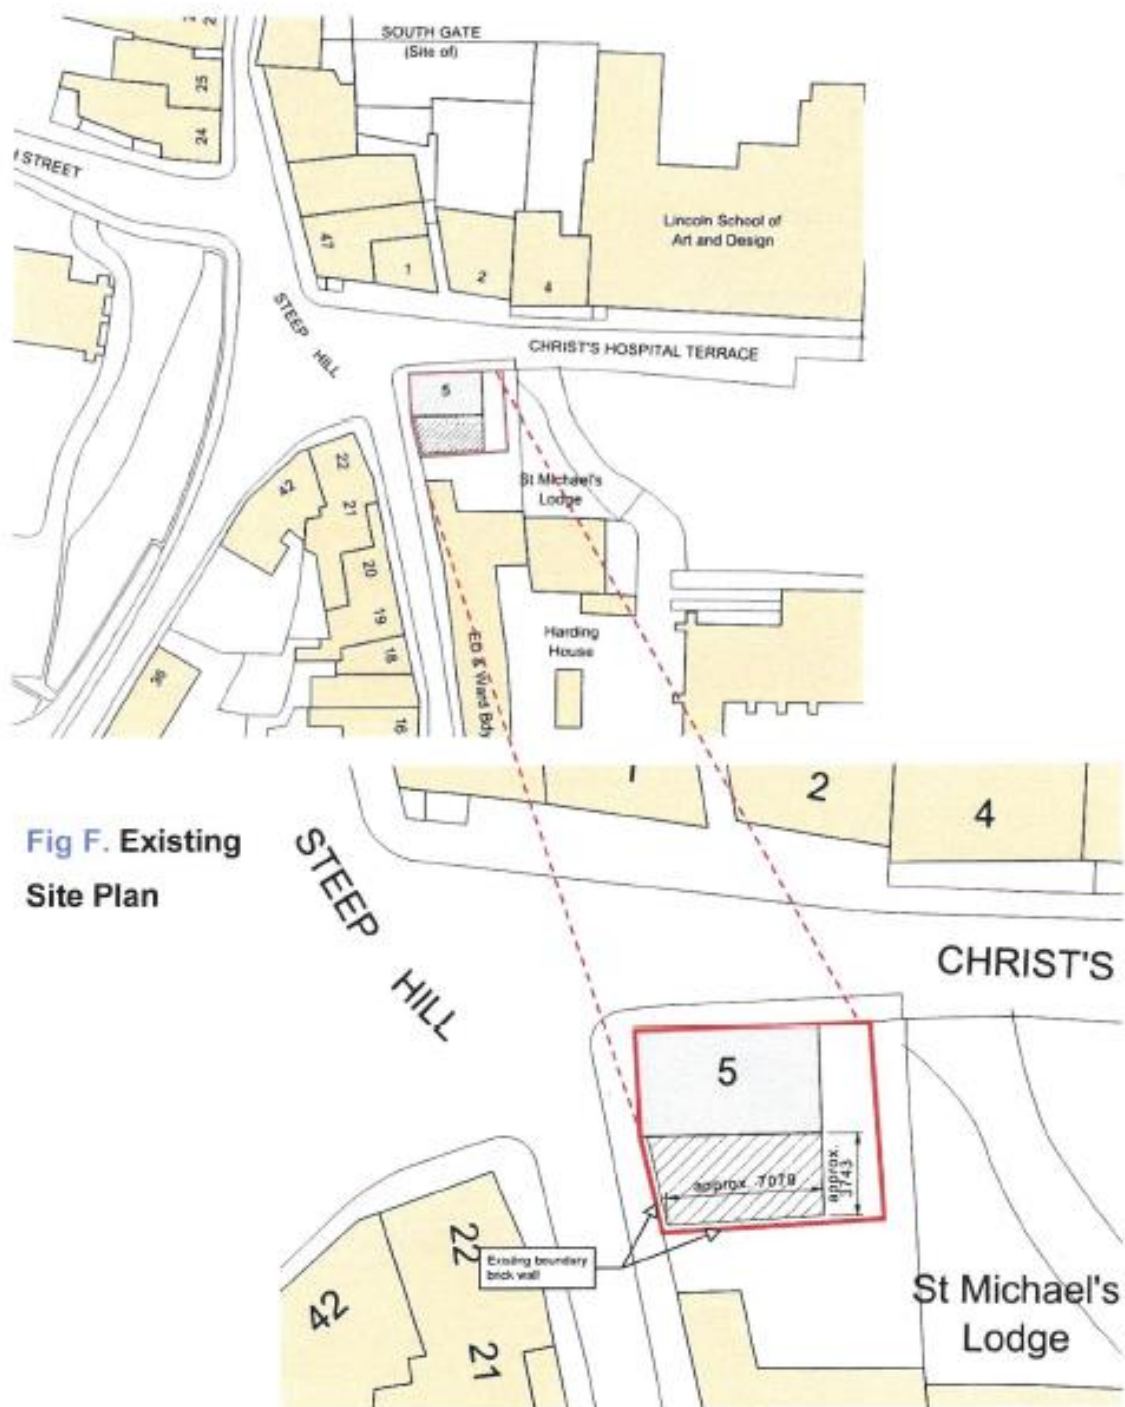 SOUTH GATE
(Site of)
25
24
STREET
Lincoln School of
Art and Design
47
1
2
4
STEEP
HILL
CHRIST'S HOSPITAL TERRACE
5
22
42
21
St Michael's
Lodge
20
19
18
16
36
Harding
House
ED & Ward Bdy
Fig F. Existing
Site Plan
1
2
4
STEEP
HILL
CHRIST'S
5
approx. 7079
approx.
Existing boundary
brick wall
22
42
21
St Michael's
Lodge